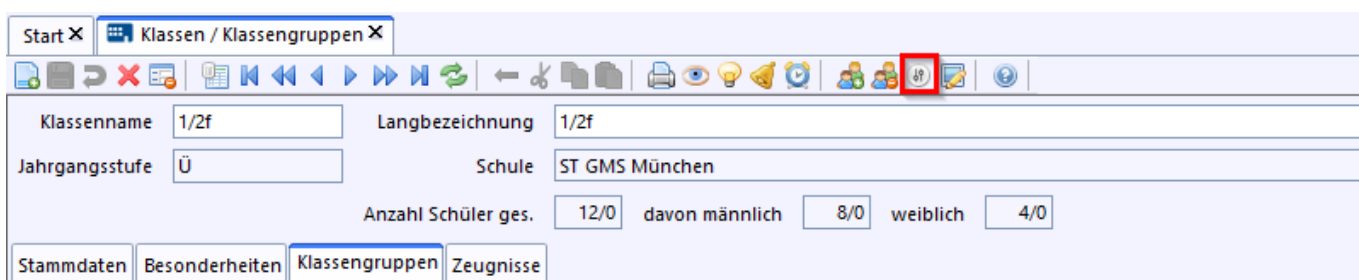 Start Klassen / Klassengruppen
Klassenname 1/2f Langbezeichnung 1/2f
Jahrgangsstufe Ü Schule ST GMS München
Anzahl Schüler ges. 12/0 davon männlich 8/0 weiblich 4/0
Stammdaten Besonderheiten Klassengruppen Zeugnisse